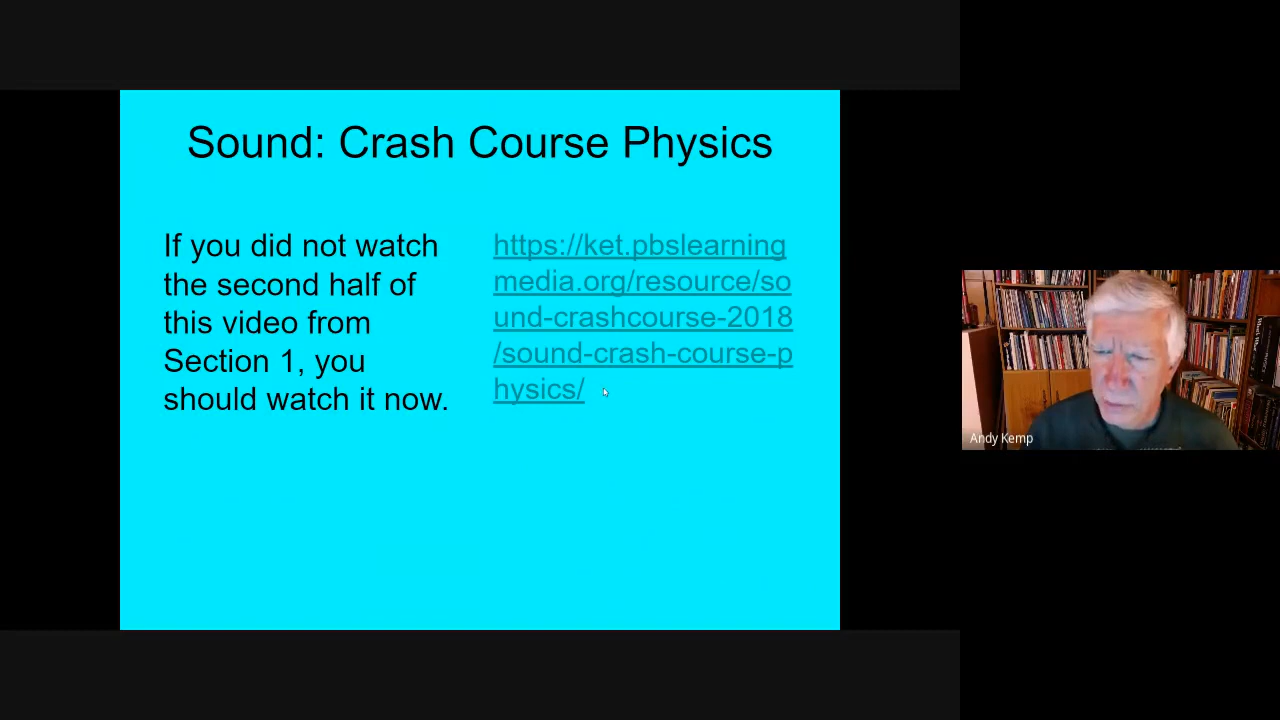 Sound: Crash Course Physics
If you did not watch
the second half of
this video from
Section 1, you
should watch it now.
https://ket.pbslearning
media.org/resource/so
und-crashcourse-2018
/sound-crash-course-p
hysics/
Andy Kemp